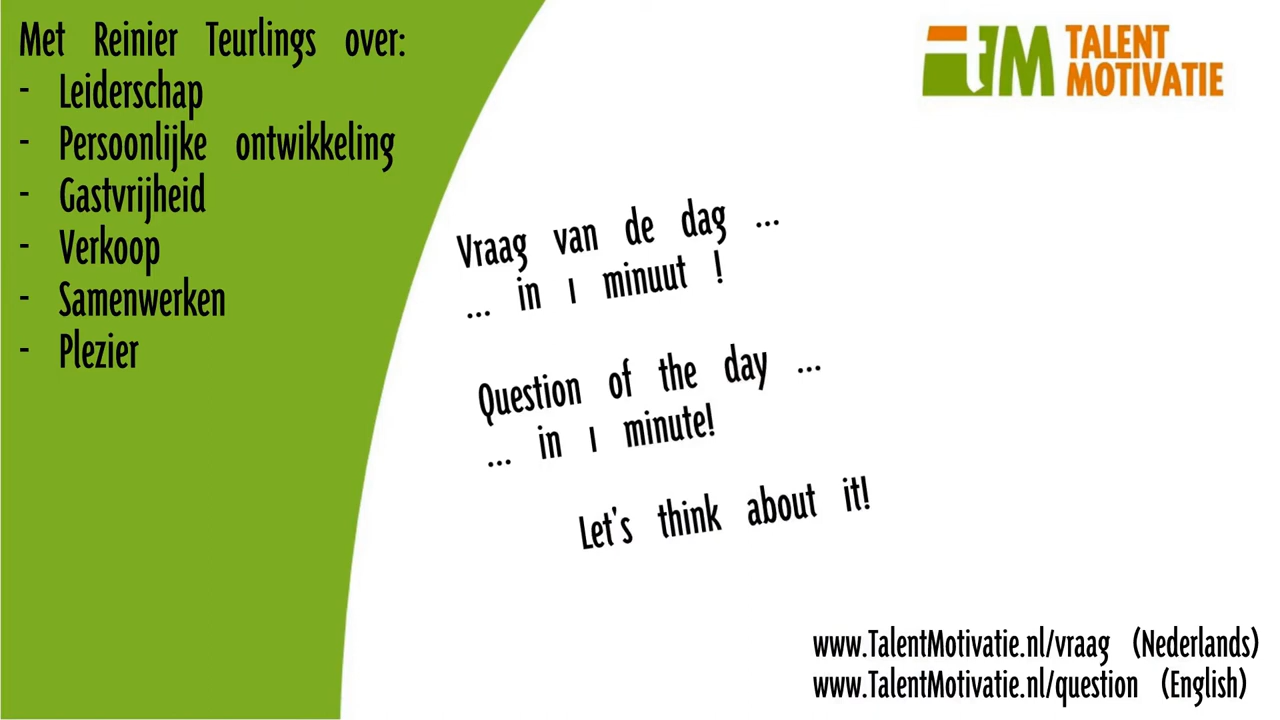 Met Reinier Teurlings over:
- Leiderschap
- Persoonlijke ontwikkeling
- Gastvrijheid
- Verkoop
- Samenwerken
- Plezier
tM TALENT
MOTIVATIE
Vraag van de dag ...
... in 1 minuut !
Question of the day ...
... in 1 minute!
Let's think about it!
www.TalentMotivatie.nl/vraag (Nederlands)
www.TalentMotivatie.nl/question (English)